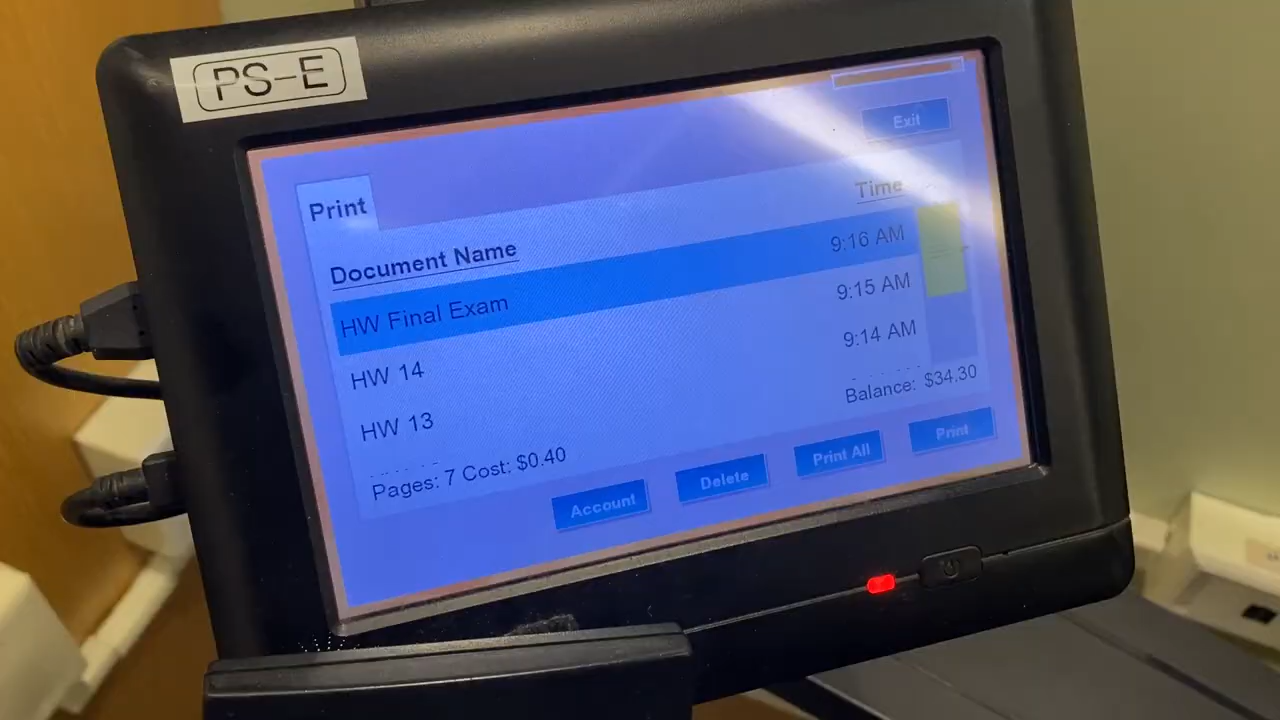 PS-E
Exit
Print
Document Name Time
HW Final Exam 9:16 AM
HW 14 9:15 AM
HW 13 9:14 AM
Pages: 7 Cost: $0.40 Balance: $34.30
Account Delete Print All Print